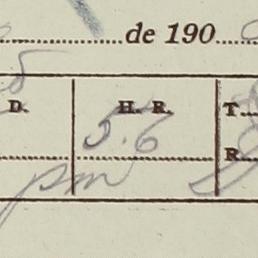 de 190
D. H. R. T.
5.6 R.
pm